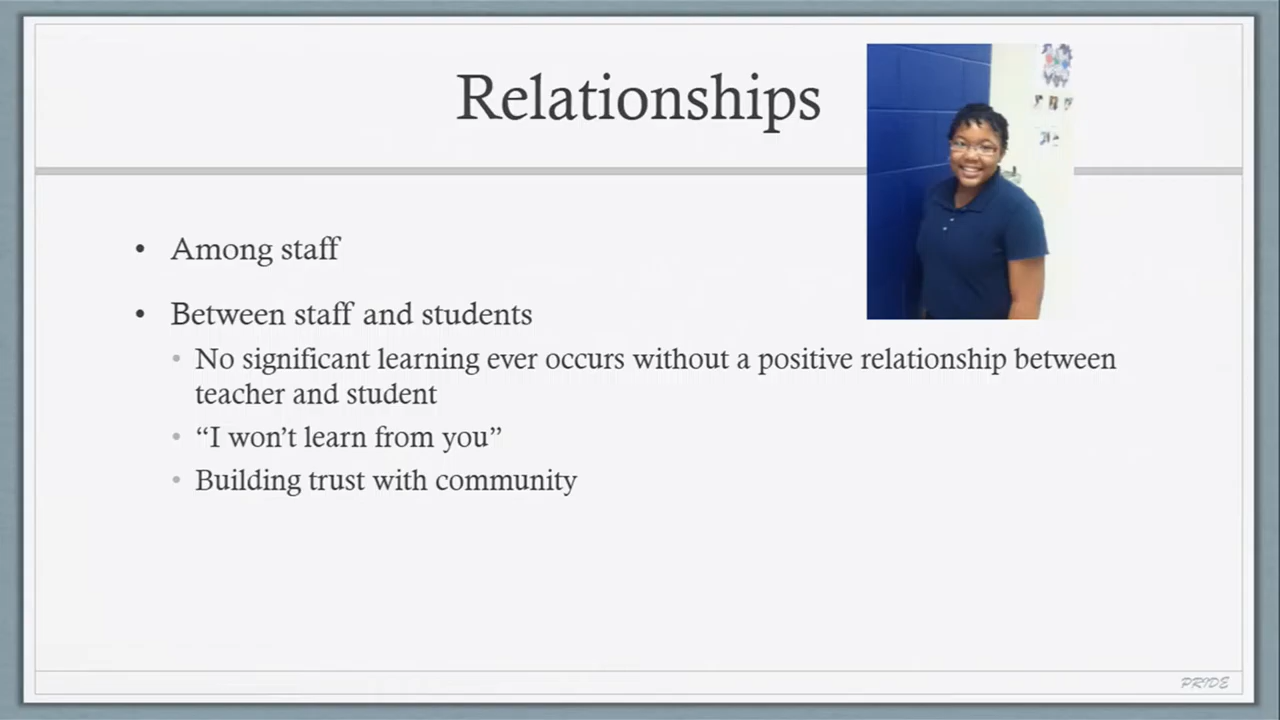 Relationships
• Among staff
• Between staff and students
• No significant learning ever occurs without a positive relationship between
teacher and student
• “I won’t learn from you”
• Building trust with community
PRIDE